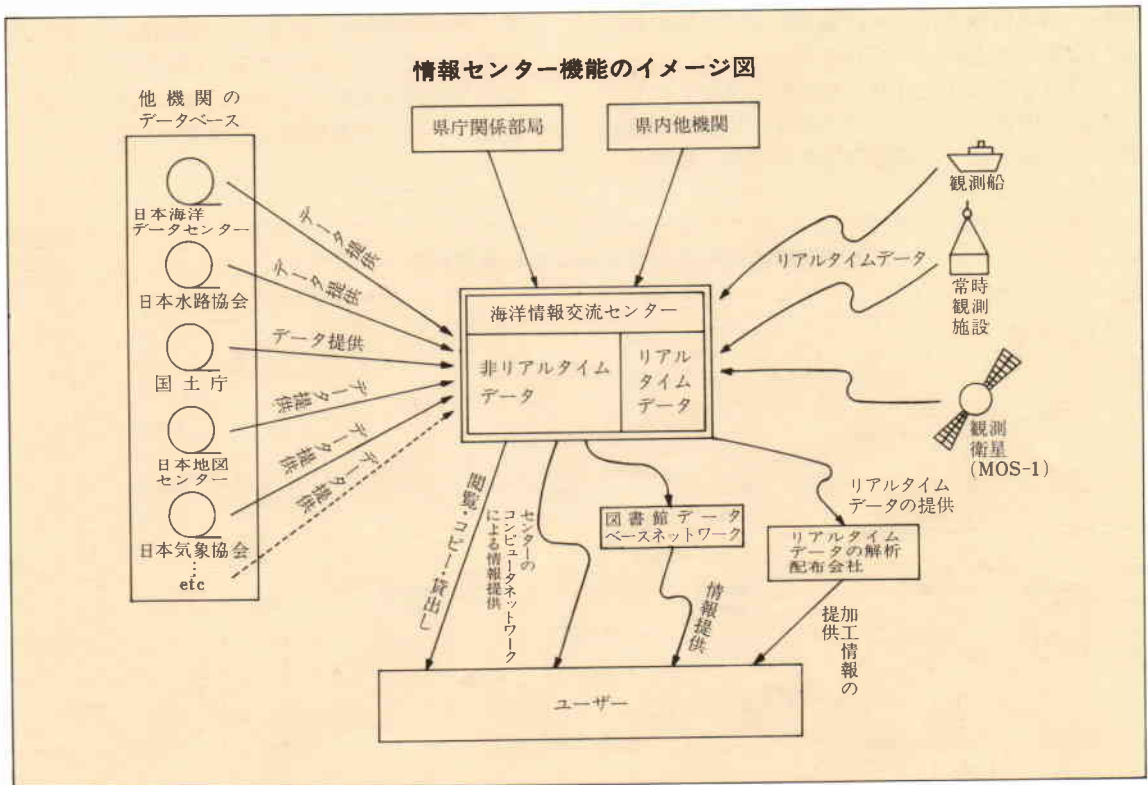 情報センター機能のイメージ図
他機関の
データベース
日本海洋
データセンター
日本水路協会
国土庁
日本地図
センター
日本気象協会
⋮
etc
データ提供
データ提供
データ提供
データ提供
データ提供
データ提供
県庁関係部局
県内他機関
観測船
リアルタイムデータ
常時
観測
施設
観測
衛星
(MOS-1)
海洋情報交流センター
非リアルタイム
データ
リアル
タイム
データ
閲覧・コピー・貸出し
センターの
コンピュータネットワーク
による情報提供
図書館データ
ベースネットワーク
情報提供
リアルタイム
データの提供
リアルタイム
データの解析
配布会社
加工情報の
提供
ユーザー